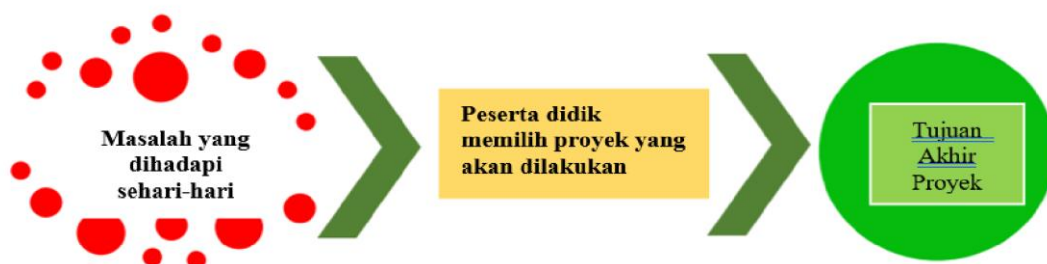 Masalah yang
dihadapi
sehari-hari
Peserta didik
memilih proyek yang
akan dilakukan
Tujuan
Akhir
Proyek